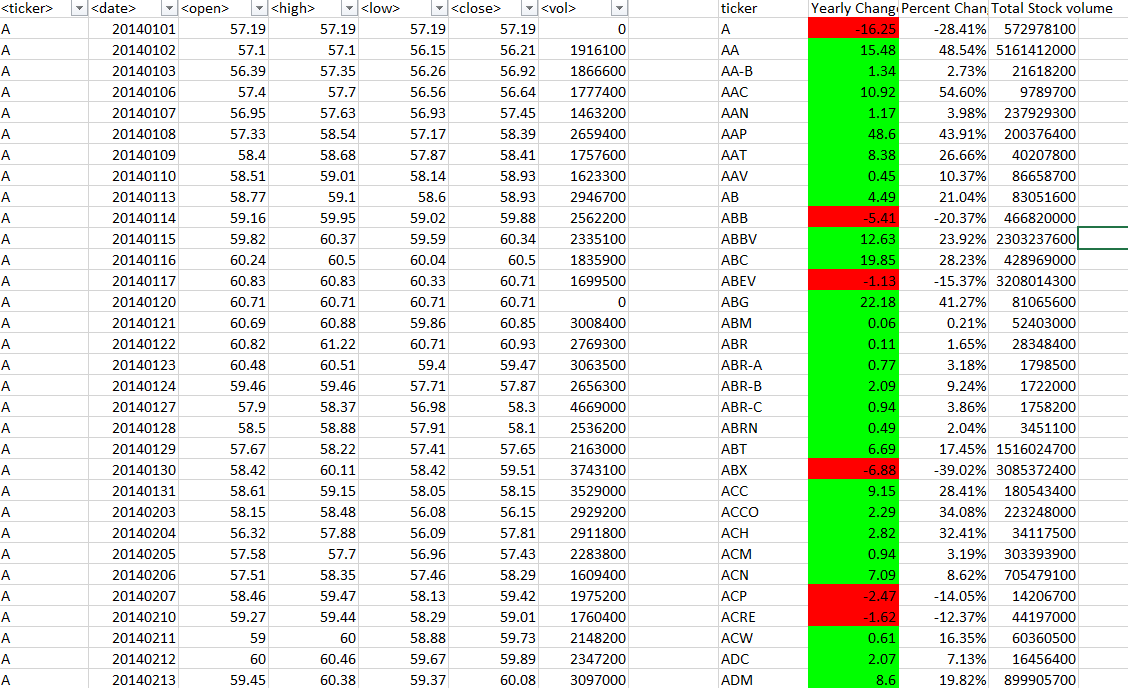 <ticker> <date> <open> <high> <low> <close> <vol> ticker Yearly Chang Percent Chan Total Stock volume
A 20140101 57.19 57.19 57.19 57.19 0 A -16.25 -28.41% 572978100
A 20140102 57.1 57.1 56.15 56.21 1916100 AA 15.48 48.54% 5161412000
A 20140103 56.39 57.35 56.26 56.92 1866600 AA-B 1.34 2.73% 21618200
A 20140106 57.4 57.7 56.56 56.64 1777400 AAC 10.92 54.60% 9789700
A 20140107 56.95 57.63 56.93 57.45 1463200 AAN 1.17 3.98% 237929300
A 20140108 57.33 58.54 57.17 58.39 2659400 AAP 48.6 43.91% 200376400
A 20140109 58.4 58.68 57.87 58.41 1757600 AAT 8.38 26.66% 40207800
A 20140110 58.51 59.01 58.14 58.93 1623300 AAV 0.45 10.37% 86658700
A 20140113 58.77 59.1 58.6 58.93 2946700 AB 4.49 21.04% 83051600
A 20140114 59.16 59.95 59.02 59.88 2562200 ABB -5.41 -20.37% 466820000
A 20140115 59.82 60.37 59.59 60.34 2335100 ABBV 12.63 23.92% 2303237600
A 20140116 60.24 60.5 60.04 60.5 1835900 ABC 19.85 28.23% 428969000
A 20140117 60.83 60.83 60.33 60.71 1699500 ABEV -1.13 -15.37% 3208014300
A 20140120 60.71 60.71 60.71 60.71 0 ABG 22.18 41.27% 81065600
A 20140121 60.69 60.88 59.86 60.85 3008400 ABM 0.06 0.21% 52403000
A 20140122 60.82 61.22 60.71 60.93 2769300 ABR 0.11 1.65% 28348400
A 20140123 60.48 60.51 59.4 59.47 3063500 ABR-A 0.77 3.18% 1798500
A 20140124 59.46 59.46 57.71 57.87 2656300 ABR-B 2.09 9.24% 1722000
A 20140127 57.9 58.37 56.98 58.3 4669000 ABR-C 0.94 3.86% 1758200
A 20140128 58.5 58.88 57.91 58.1 2536200 ABRN 0.49 2.04% 3451100
A 20140129 57.67 58.22 57.41 57.65 2163000 ABT 6.69 17.45% 1516024700
A 20140130 58.42 60.11 58.42 59.51 3743100 ABX -6.88 -39.02% 3085372400
A 20140131 58.61 59.15 58.05 58.15 3529000 ACC 9.15 28.41% 180543400
A 20140203 58.15 58.48 56.08 56.15 2929200 ACCO 2.29 34.08% 223248000
A 20140204 56.32 57.88 56.09 57.81 2911800 ACH 2.82 32.41% 34117500
A 20140205 57.58 57.7 56.96 57.43 2283800 ACM 0.94 3.19% 303393900
A 20140206 57.51 58.35 57.46 58.29 1609400 ACN 7.09 8.62% 705479100
A 20140207 58.46 59.47 58.13 59.42 1975200 ACP -2.47 -14.05% 14206700
A 20140210 59.27 59.44 58.29 59.01 1760400 ACRE -1.62 -12.37% 44197000
A 20140211 59 60 58.88 59.73 2148200 ACW 0.61 16.35% 60360500
A 20140212 60 60.46 59.67 59.89 2347200 ADC 2.07 7.13% 16456400
A 20140213 59.45 60.38 59.37 60.08 3097000 ADM 8.6 19.82% 899905700